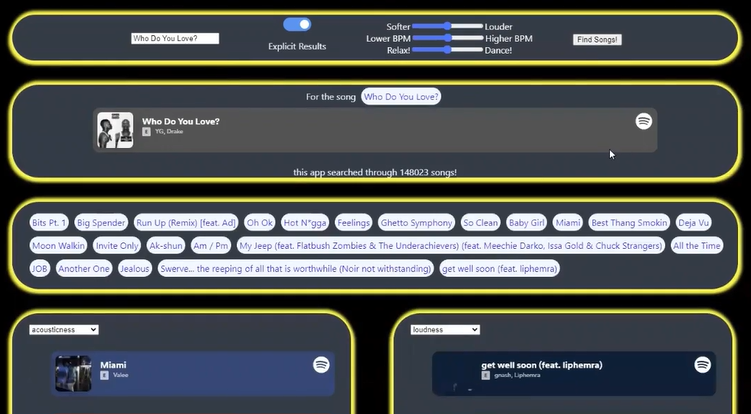 Softer Louder
Who Do You Love? Lower BPM Higher BPM Find Songs!
Explicit Results Relax! Dance!
For the song Who Do You Love?
Who Do You Love?
E YG, Drake
this app searched through 148023 songs!
Bits Pt. 1 Big Spender Run Up (Remix) [feat. Ad] Oh Ok Hot N*gga Feelings Ghetto Symphony So Clean Baby Girl Miami Best Thang Smokin Deja Vu
Moon Walkin Invite Only Ak-shun Am / Pm My Jeep (feat. Flatbush Zombies & The Underachievers) (feat. Meechie Darko, Issa Gold & Chuck Strangers) All the Time
JOB Another One Jealous Swerve... the reeping of all that is worthwhile (Noir not withstanding) get well soon (feat. liphemra)
acousticness loudness
Miami get well soon (feat. liphemra)
E Valee E gnash, Liphemra